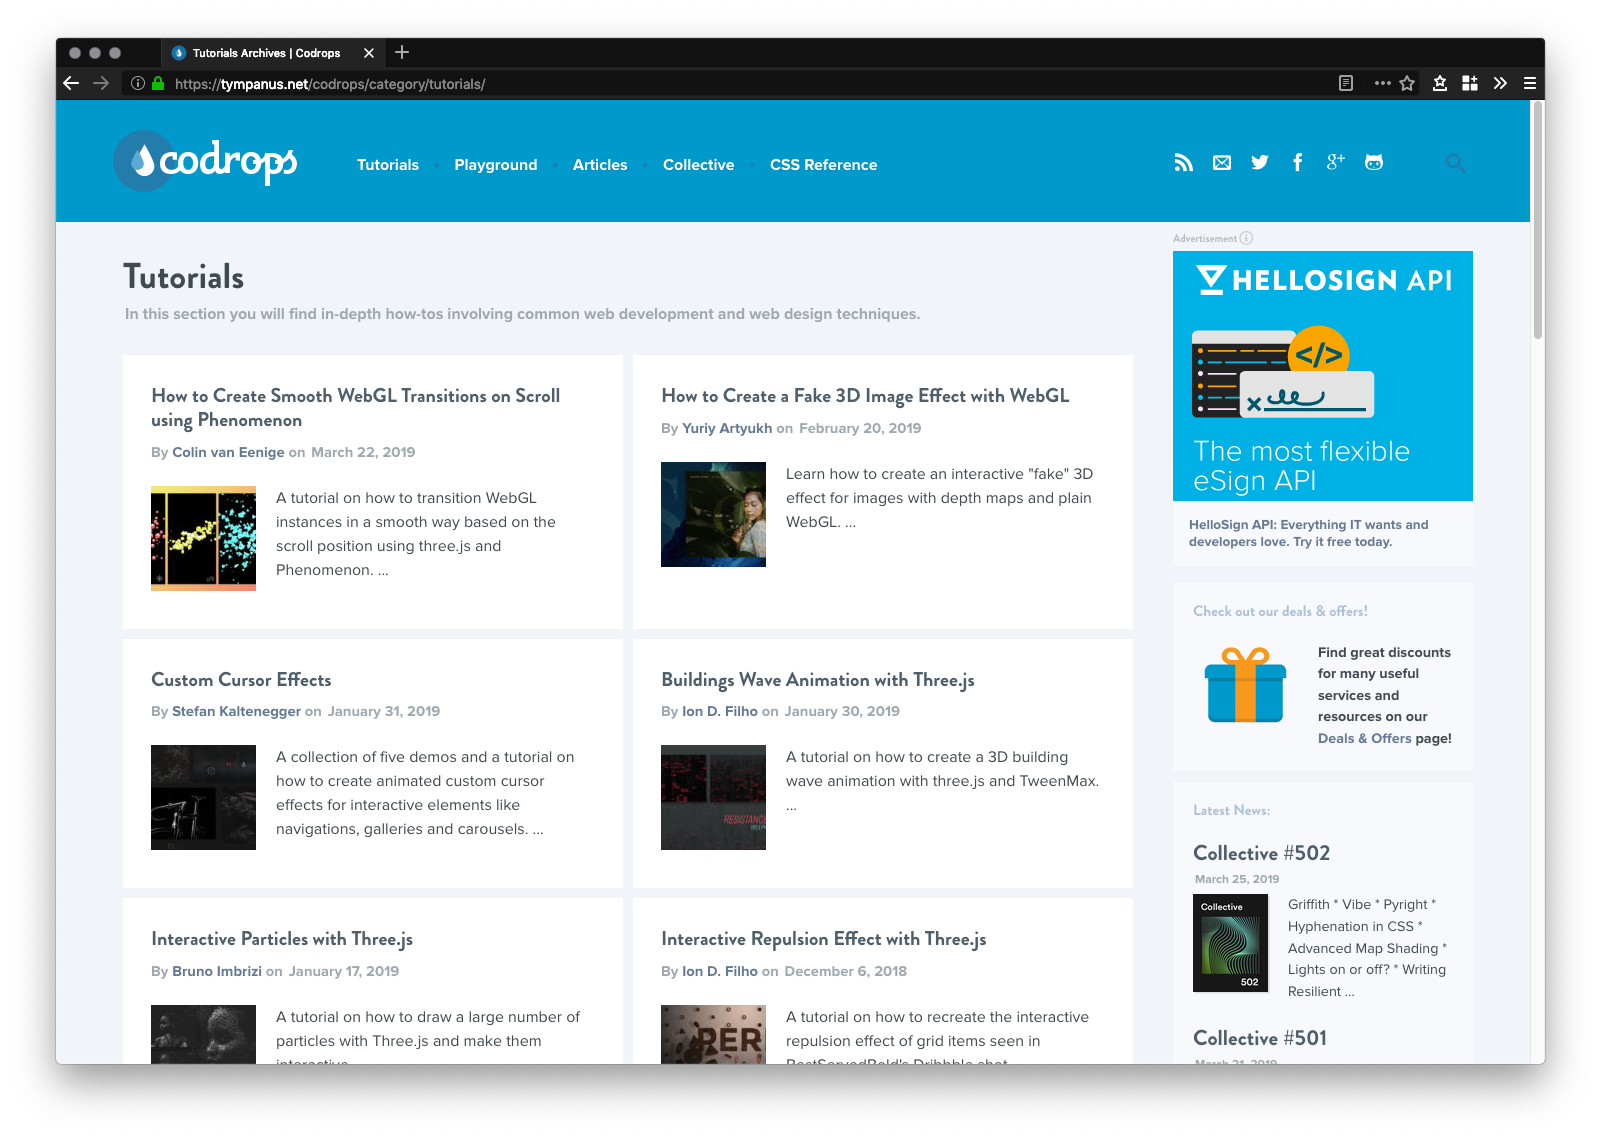 Tutorials Archives | Codrops
https://tympanus.net/codrops/category/tutorials/
codrops
Tutorials
Playground
Articles
Collective
CSS Reference
Advertisement
HELLOSIGN API
</>
The most flexible
eSign API
HelloSign API: Everything IT wants and
developers love. Try it free today.
Tutorials
In this section you will find in-depth how-tos involving common web development and web design techniques.
How to Create Smooth WebGL Transitions on Scroll
using Phenomenon
By Colin van Eenige on March 22, 2019
A tutorial on how to transition WebGL
instances in a smooth way based on the
scroll position using three.js and
Phenomenon. ...
How to Create a Fake 3D Image Effect with WebGL
By Yuriy Artyukh on February 20, 2019
Learn how to create an interactive "fake" 3D
effect for images with depth maps and plain
WebGL. ...
Custom Cursor Effects
By Stefan Kaltenegger on January 31, 2019
A collection of five demos and a tutorial on
how to create animated custom cursor
effects for interactive elements like
navigations, galleries and carousels. ...
Buildings Wave Animation with Three.js
By Ion D. Filho on January 30, 2019
RESISTANCE
A tutorial on how to create a 3D building
wave animation with three.js and TweenMax.
...
Interactive Particles with Three.js
By Bruno Imbrizi on January 17, 2019
A tutorial on how to draw a large number of
particles with Three.js and make them
interactive
Interactive Repulsion Effect with Three.js
By Ion D. Filho on December 6, 2018
PER
A tutorial on how to recreate the interactive
repulsion effect of grid items seen in
BestServedBold's Dribbble shot
Check out our deals & offers!
Find great discounts
for many useful
services and
resources on our
Deals & Offers page!
Latest News:
Collective #502
March 25, 2019
Collective
502
Griffith * Vibe * Pyright *
Hyphenation in CSS *
Advanced Map Shading *
Lights on or off? * Writing
Resilient ...
Collective #501
March 21, 2019